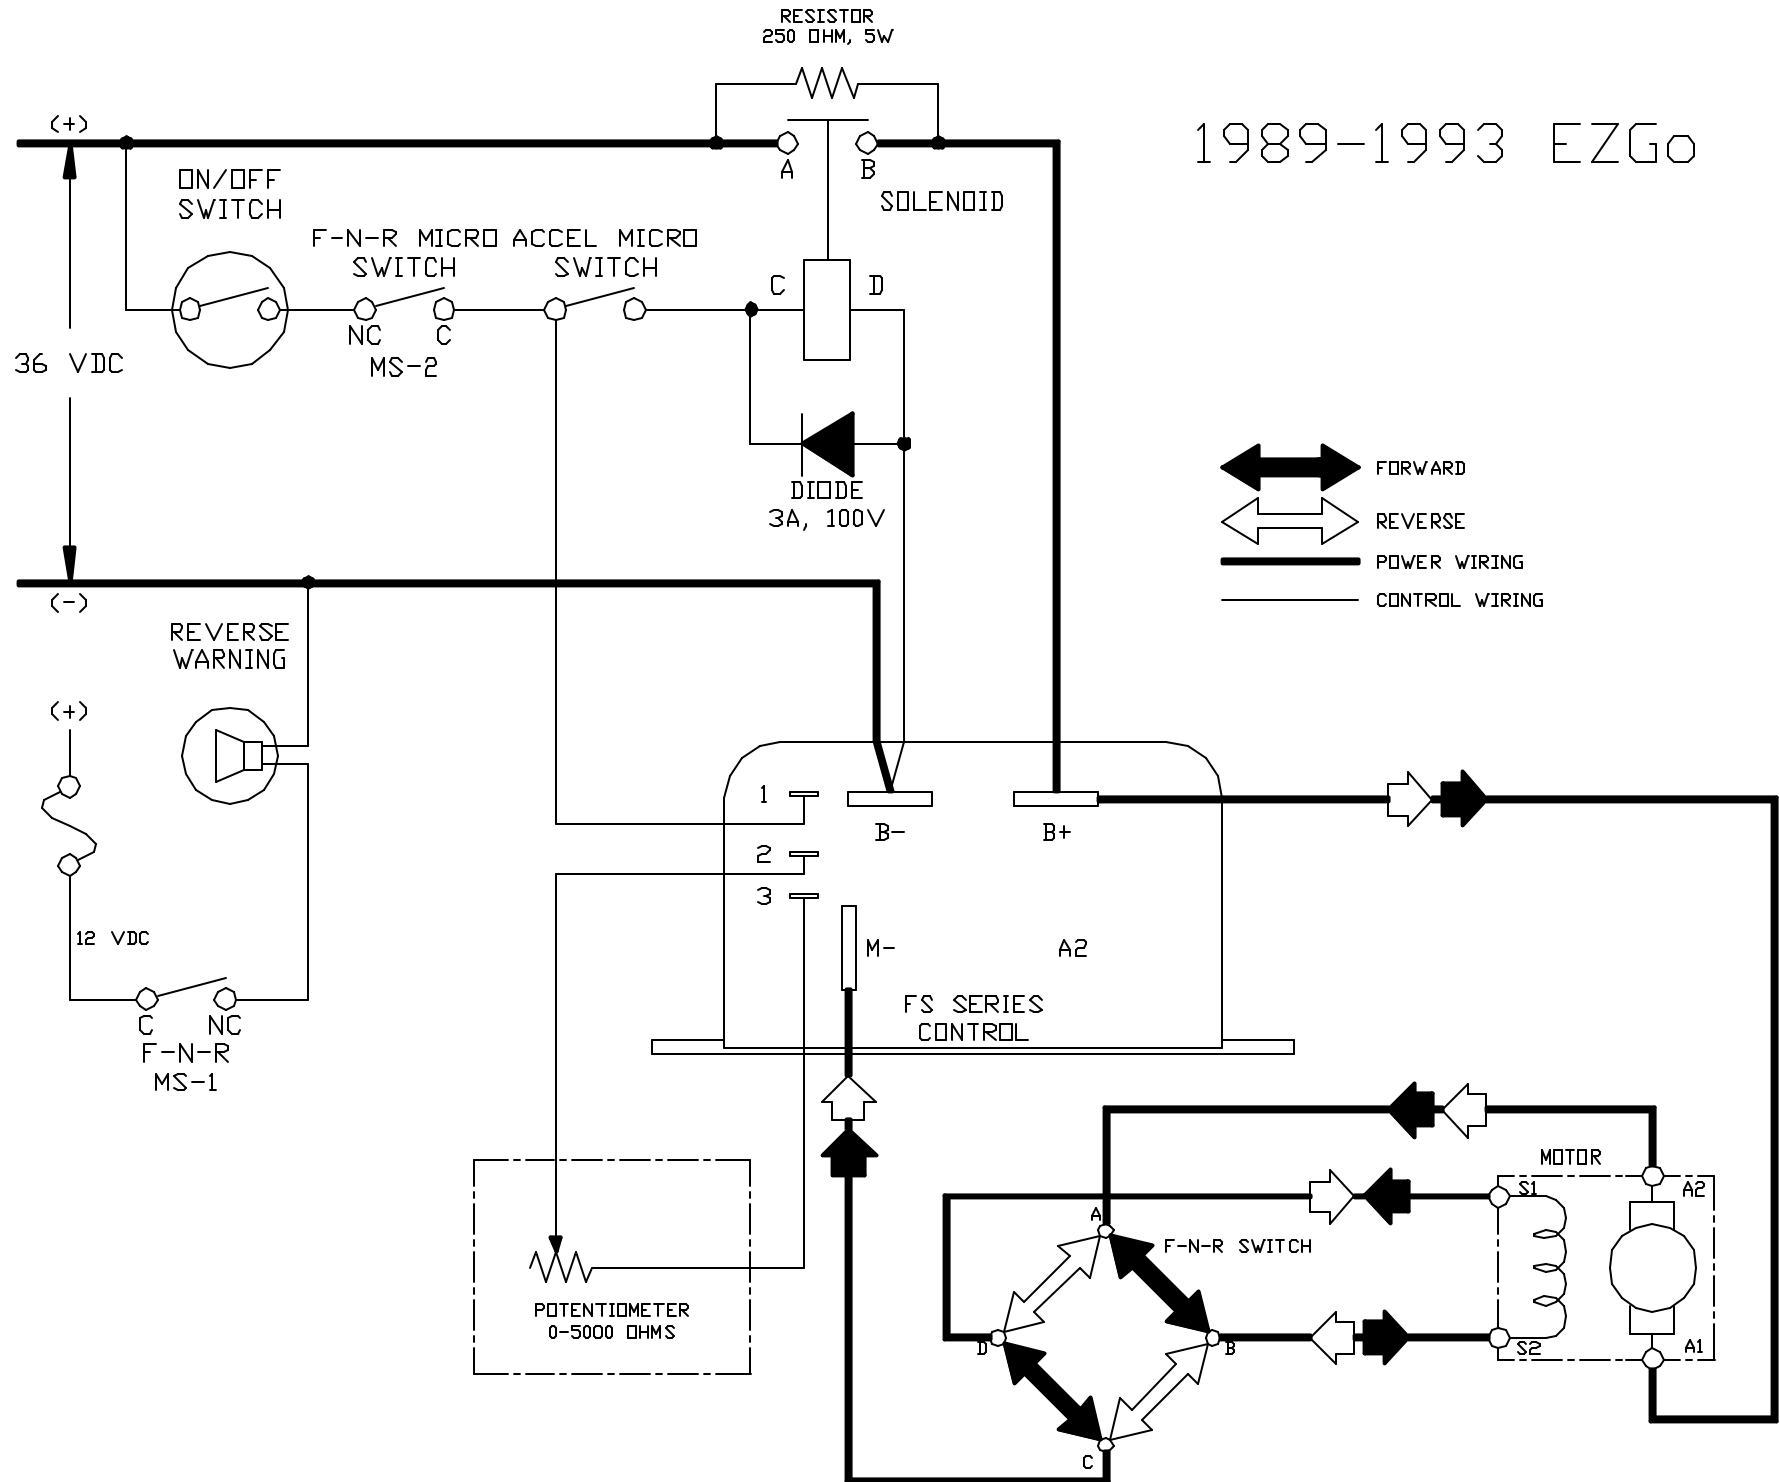 RESISTOR
250 OHM, 5W
(+)
1989-1993 EZGo
A
B
ON/OFF
SWITCH
SOLENOID
F-N-R MICRO
SWITCH
ACCEL MICRO
SWITCH
C
D
NC
C
MS-2
36 VDC
FORWARD
DIODE
3A, 100V
REVERSE
POWER WIRING
(-)
CONTROL WIRING
REVERSE
WARNING
(+)
1
B-
B+
2
3
12 VDC
M-
A2
FS SERIES
CONTROL
C
NC
F-N-R
MS-1
MOTOR
S1
A2
A
F-N-R SWITCH
POTENTIOMETER
0-5000 OHMS
D
B
S2
A1
C